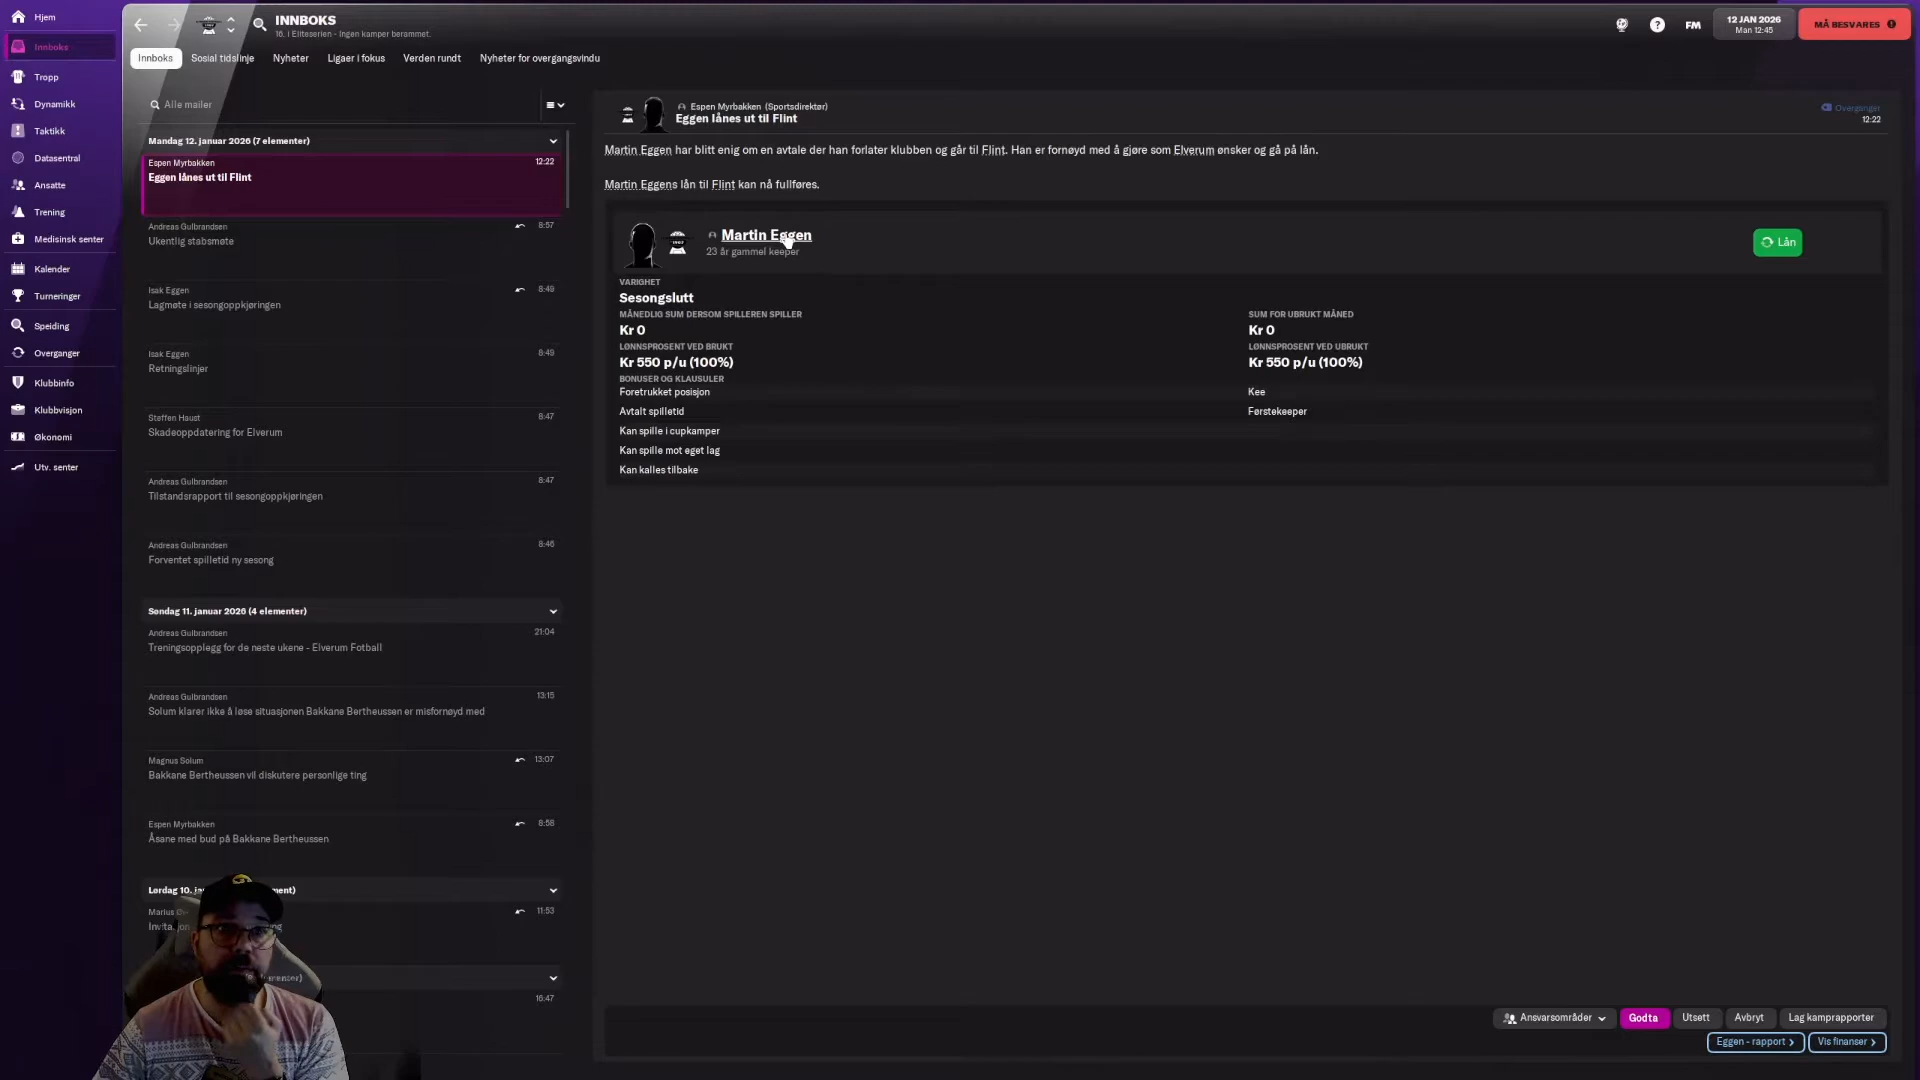 Hjem
Innboks
Tropp
Dynamikk
Taktikk
Datasentral
Ansatte
Trening
Medisinsk senter
Kalender
Turneringer
Speiding
Overganger
Klubbinfo
Klubbvisjon
Økonomi
Utv. senter
INNBOKS
16. i Eliteserien - Ingen kamper berammet.
FM
12 JAN 2026
Man 12:45
MÅ BESVARES
Innboks
Sosial tidslinje
Nyheter
Ligaer i fokus
Verden rundt
Nyheter for overgangsvindu
Alle mailer
Mandag 12. januar 2026 (7 elementer)
Espen Myrbakken 12:22
Eggen lånes ut til Flint
Andreas Gulbrandsen 8:57
Ukentlig stabsmøte
Isak Eggen 8:49
Lagmøte i sesongoppkjøringen
Isak Eggen 8:49
Retningslinjer
Steffen Haust 8:47
Skadeoppdatering for Elverum
Andreas Gulbrandsen 8:47
Tilstandsrapport til sesongoppkjøringen
Andreas Gulbrandsen 8:46
Forventet spilletid ny sesong
Søndag 11. januar 2026 (4 elementer)
Andreas Gulbrandsen 21:04
Treningsopplegg for de neste ukene - Elverum Fotball
Andreas Gulbrandsen 13:15
Solum klarer ikke å løse situasjonen Bakkane Bertheussen er misfornøyd med
Magnus Solum 13:07
Bakkane Bertheussen vil diskutere personlige ting
Espen Myrbakken 8:58
Åsane med bud på Bakkane Bertheussen
Lørdag 10.
Marius 11:53
16:47
Espen Myrbakken (Sportsdirektør)
Eggen lånes ut til Flint
Overganger
12:22
Martin Eggen har blitt enig om en avtale der han forlater klubben og går til Flint. Han er fornøyd med å gjøre som Elverum ønsker og gå på lån.
Martin Eggens lån til Flint kan nå fullføres.
Martin Eggen
23 år gammel keeper
Lån
VARIGHET
Sesongslutt
MÅNEDLIG SUM DERSOM SPILLEREN SPILLER
Kr 0
SUM FOR UBRUKT MÅNED
Kr 0
LØNNSPROSENT VED BRUKT
Kr 550 p/u (100%)
LØNNSPROSENT VED UBRUKT
Kr 550 p/u (100%)
BONUSER OG KLAUSULER
Foretrukket posisjon Kee
Avtalt spilletid Førstekeeper
Kan spille i cupkamper
Kan spille mot eget lag
Kan kalles tilbake
Ansvarsområder
Godta
Utsett
Avbryt
Lag kamprapporter
Eggen - rapport
Vis finanser